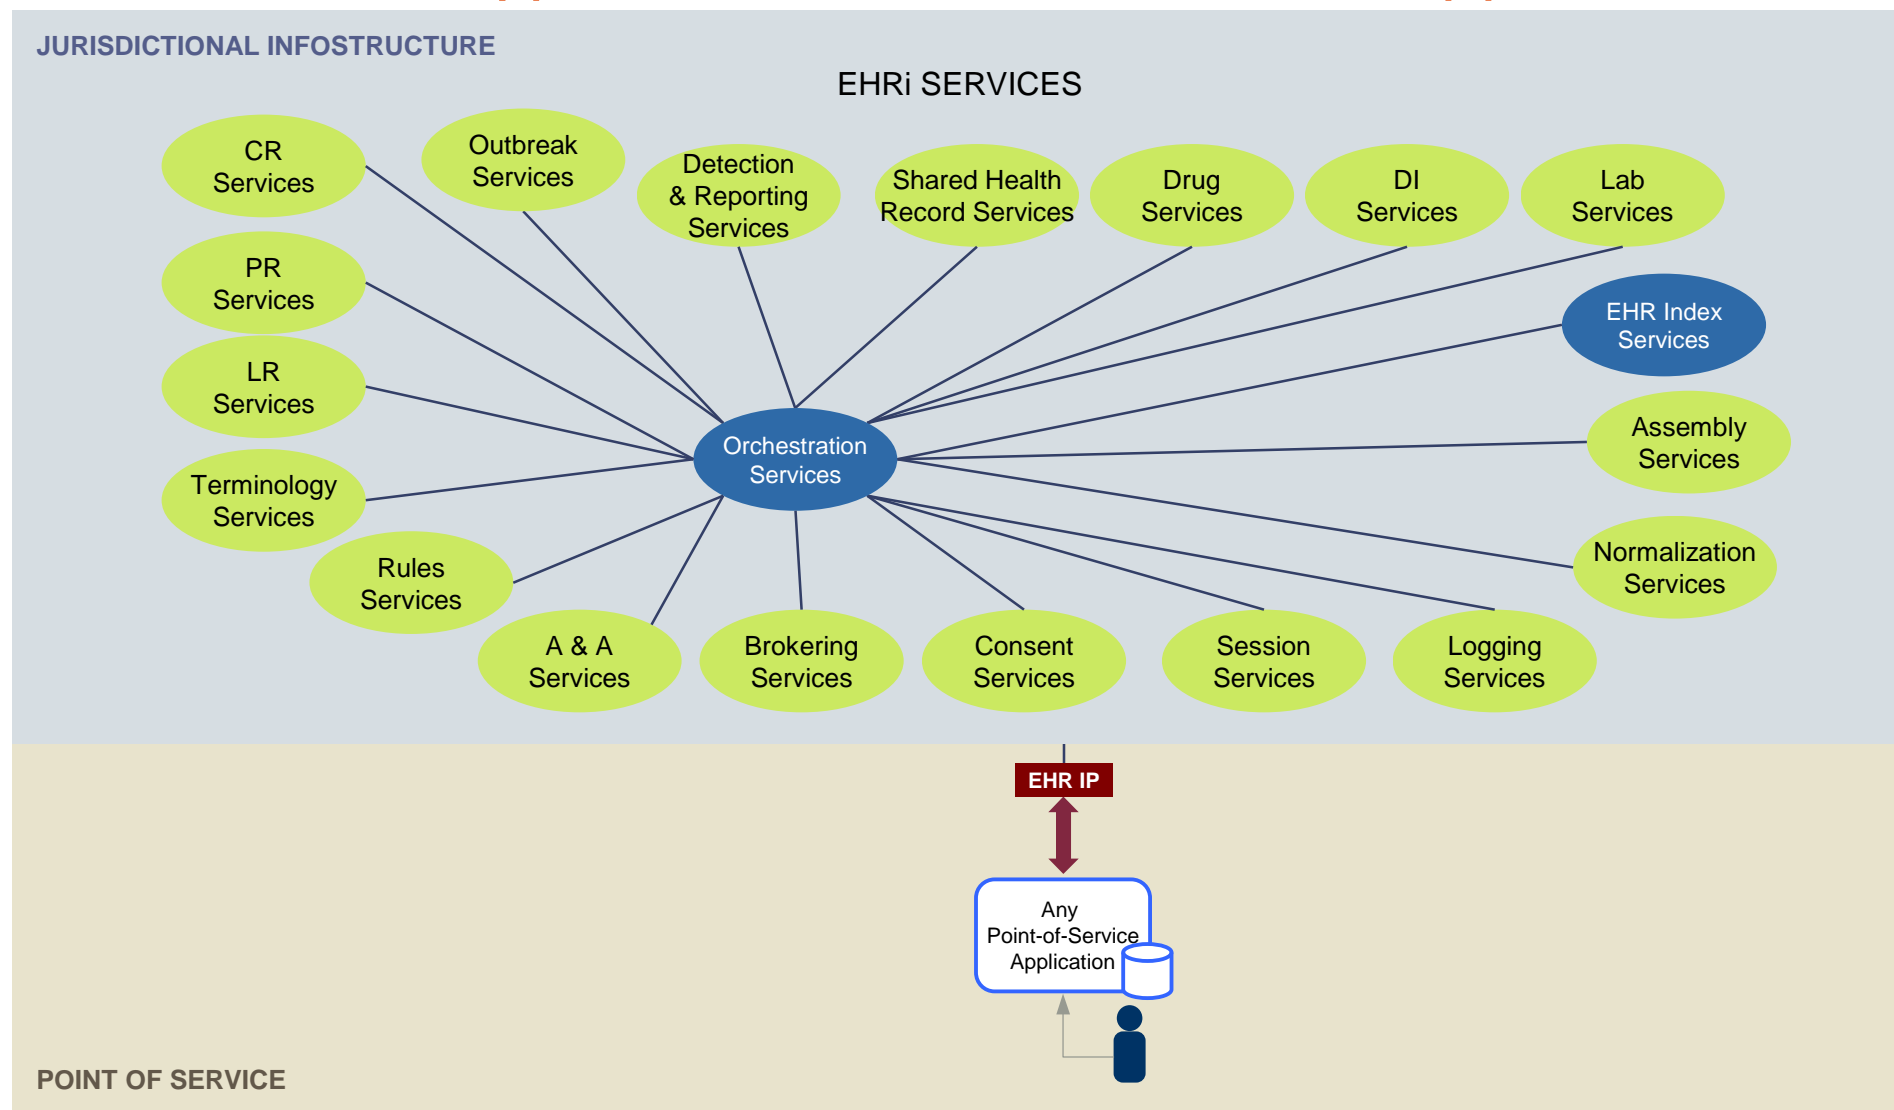 JURISDICTIONAL INFOSTRUCTURE
EHRi SERVICES
CR
Services
Outbreak
Services
Detection
& Reporting
Services
Shared Health
Record Services
Drug
Services
DI
Services
Lab
Services
PR
Services
EHR Index
Services
LR
Services
Orchestration
Services
Assembly
Services
Terminology
Services
Normalization
Services
Rules
Services
A & A
Services
Brokering
Services
Consent
Services
Session
Services
Logging
Services
EHR IP
Any
Point-of-Service
Application
POINT OF SERVICE